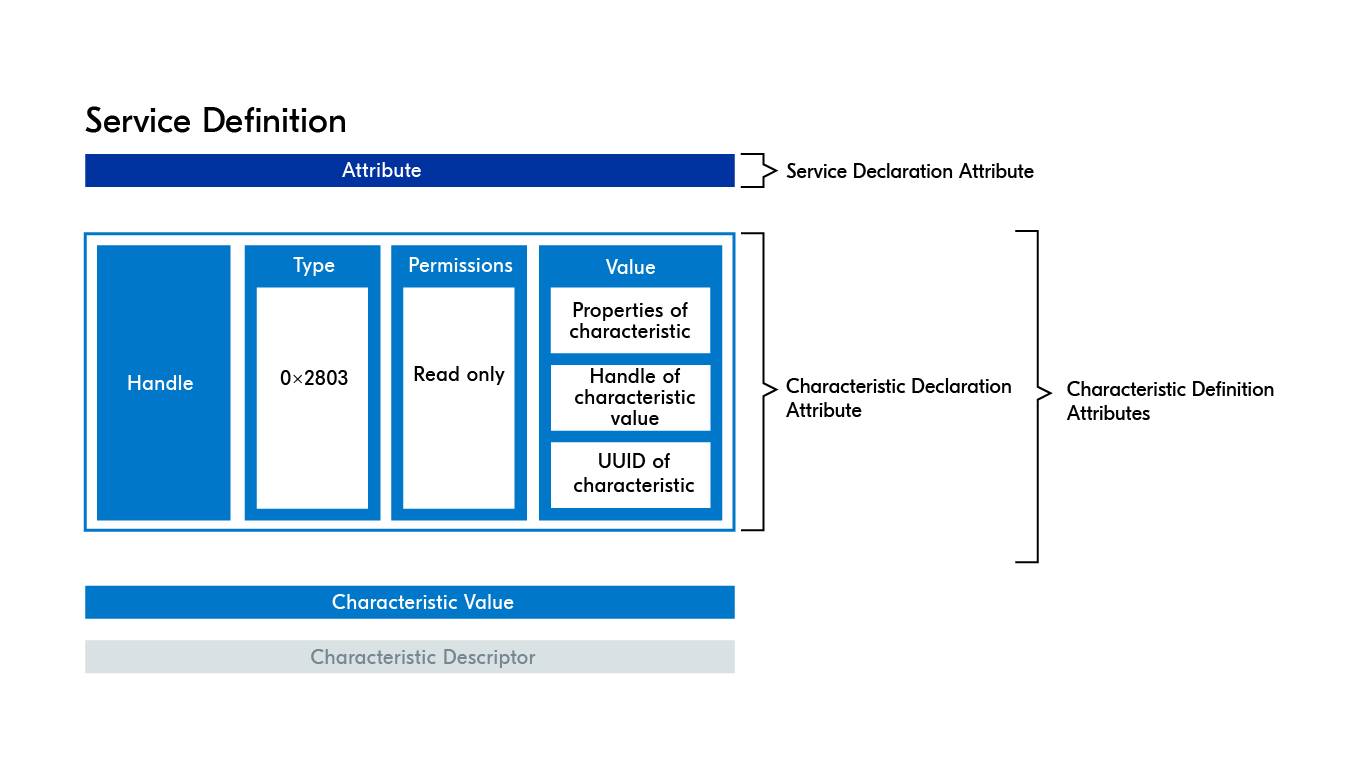 Service Definition
Attribute
Service Declaration Attribute
Handle
Type
0×2803
Permissions
Read only
Value
Properties of
characteristic
Handle of
characteristic
value
UUID of
characteristic
Characteristic Declaration
Attribute
Characteristic Definition
Attributes
Characteristic Value
Characteristic Descriptor